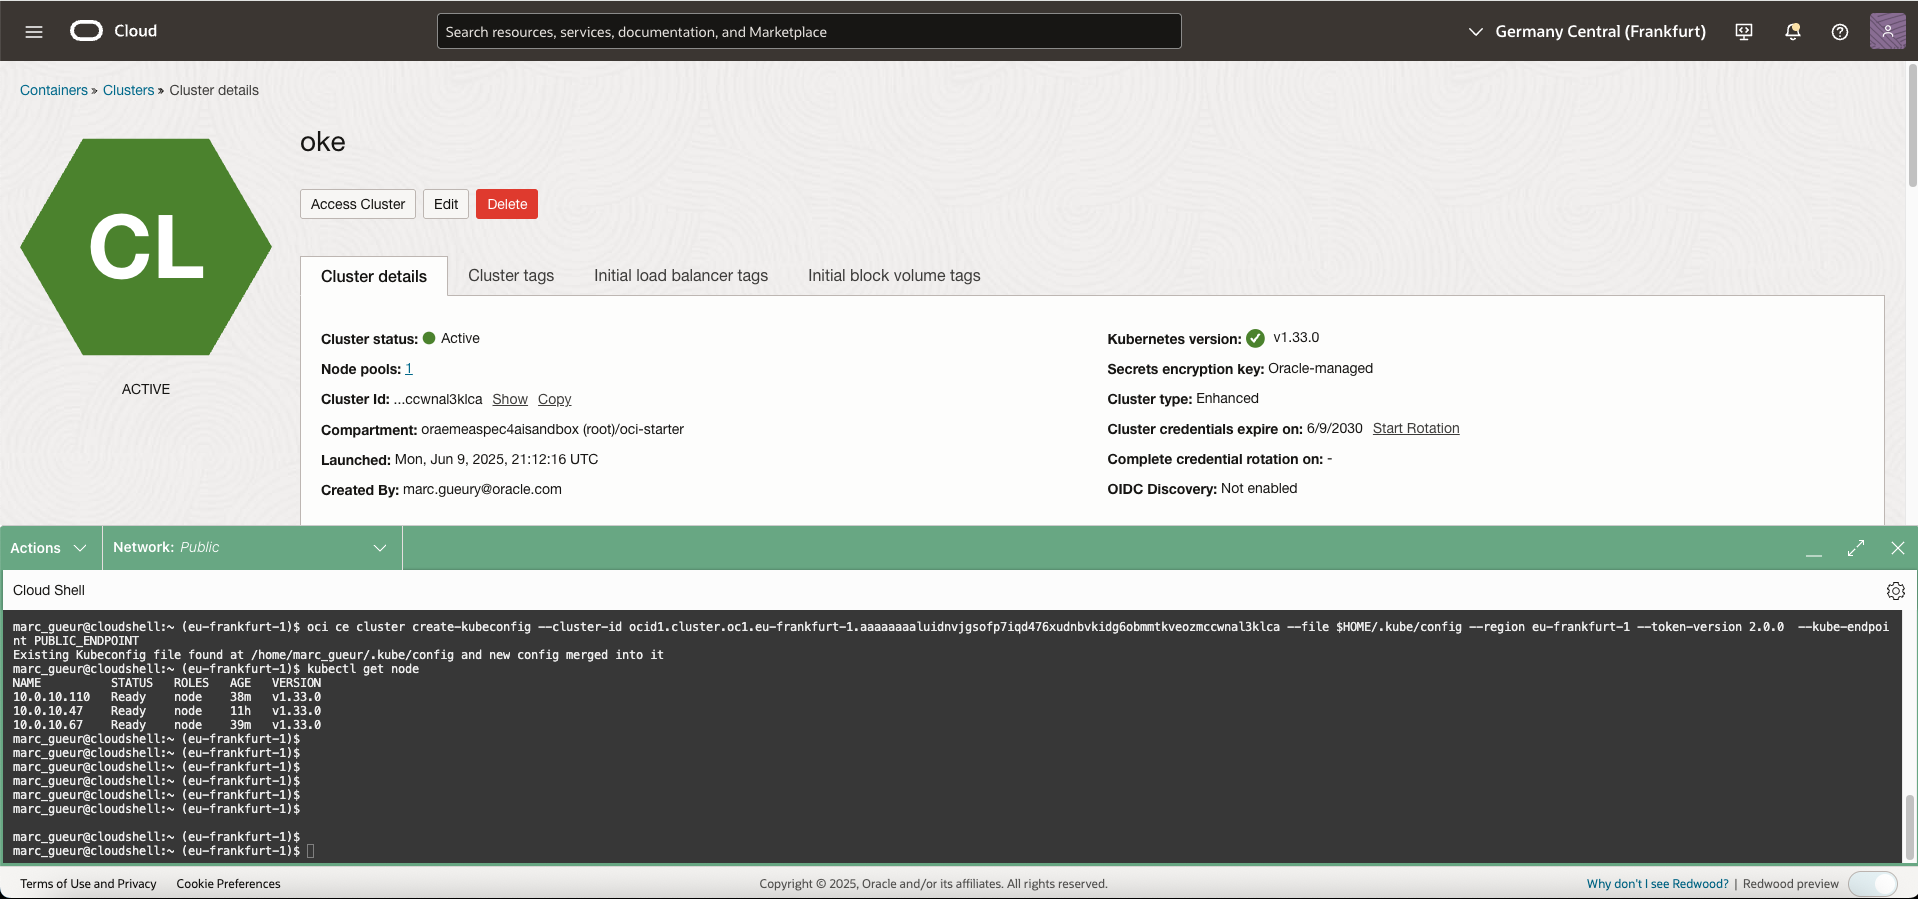 Cloud
Search resources, services, documentation, and Marketplace
Germany Central (Frankfurt)
Containers » Clusters » Cluster details
CL
ACTIVE
oke
Access Cluster
Edit
Delete
Cluster details
Cluster tags
Initial load balancer tags
Initial block volume tags
Cluster status: Active
Node pools: 1
Cluster Id: ...ccwnal3klca Show Copy
Compartment: oraemeaspec4aisandbox (root)/oci-starter
Launched: Mon, Jun 9, 2025, 21:12:16 UTC
Created By: marc.gueury@oracle.com
Kubernetes version: v1.33.0
Secrets encryption key: Oracle-managed
Cluster type: Enhanced
Cluster credentials expire on: 6/9/2030 Start Rotation
Complete credential rotation on: -
OIDC Discovery: Not enabled
Actions
Network: Public
Cloud Shell
marc_gueur@cloudshell:~ (eu-frankfurt-1)$ oci ce cluster create-kubeconfig --cluster-id ocid1.cluster.oc1.eu-frankfurt-1.aaaaaaaaluidnvjgsofp7iqd476xudnbvkidg6obmmtkveozmccwnal3klca --file $HOME/.kube/config --region eu-frankfurt-1 --token-version 2.0.0  --kube-endpoi
nt PUBLIC_ENDPOINT
Existing Kubeconfig file found at /home/marc_gueur/.kube/config and new config merged into it
marc_gueur@cloudshell:~ (eu-frankfurt-1)$ kubectl get node
NAME          STATUS   ROLES   AGE   VERSION
10.0.10.110   Ready    node    38m   v1.33.0
10.0.10.47    Ready    node    11h   v1.33.0
10.0.10.67    Ready    node    39m   v1.33.0
marc_gueur@cloudshell:~ (eu-frankfurt-1)$
marc_gueur@cloudshell:~ (eu-frankfurt-1)$
marc_gueur@cloudshell:~ (eu-frankfurt-1)$
marc_gueur@cloudshell:~ (eu-frankfurt-1)$
marc_gueur@cloudshell:~ (eu-frankfurt-1)$
marc_gueur@cloudshell:~ (eu-frankfurt-1)$
marc_gueur@cloudshell:~ (eu-frankfurt-1)$
marc_gueur@cloudshell:~ (eu-frankfurt-1)$
Terms of Use and Privacy
Cookie Preferences
Copyright © 2025, Oracle and/or its affiliates. All rights reserved.
Why don't I see Redwood? | Redwood preview